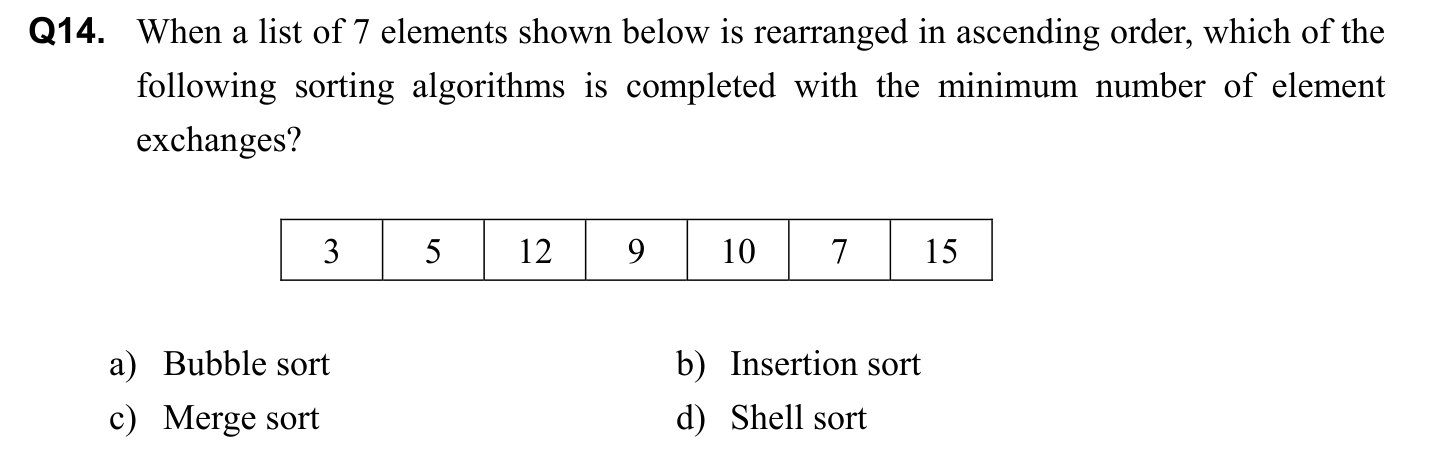 Q14. When a list of 7 elements shown below is rearranged in ascending order, which of the
following sorting algorithms is completed with the minimum number of element
exchanges?
3 5 12 9 10 7 15
a) Bubble sort b) Insertion sort
c) Merge sort d) Shell sort